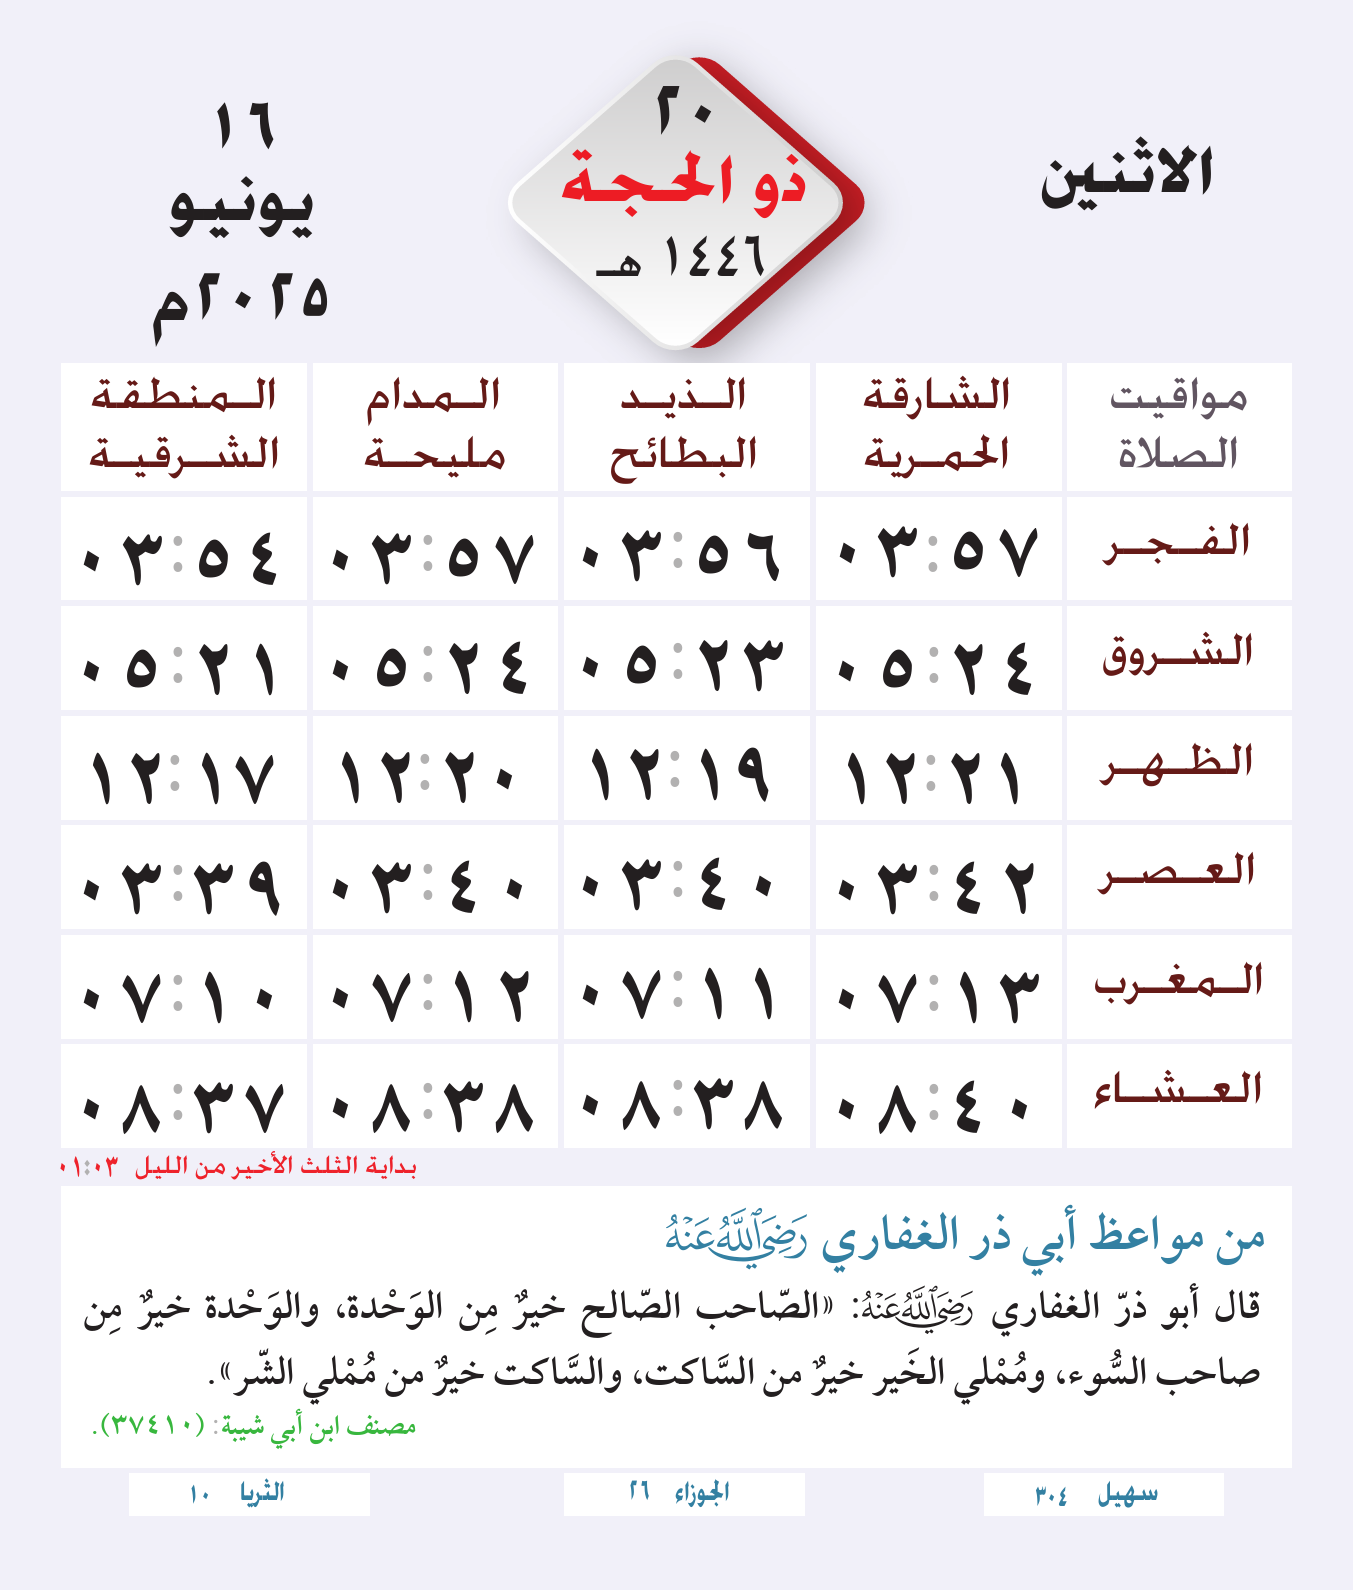 الاثنين
٢٠
ذو الحجة
١٤٤٦ هـ
١٦
يونيو
٢٠٢٥م
مواقيت الصلاة | الشارقة الحمرية | الذيد البطائح | المدام مليحة | المنطقة الشرقية
الفجر | ٠٣:٥٧ | ٠٣:٥٦ | ٠٣:٥٧ | ٠٣:٥٤
الشروق | ٠٥:٢٤ | ٠٥:٢٣ | ٠٥:٢٤ | ٠٥:٢١
الظهر | ١٢:٢١ | ١٢:١٩ | ١٢:٢٠ | ١٢:١٧
العصر | ٠٣:٤٢ | ٠٣:٤٠ | ٠٣:٤٠ | ٠٣:٣٩
المغرب | ٠٧:١٣ | ٠٧:١١ | ٠٧:١٢ | ٠٧:١٠
العشاء | ٠٨:٤٠ | ٠٨:٣٨ | ٠٨:٣٨ | ٠٨:٣٧
بداية الثلث الأخير من الليل ٠١:٠٣
من مواعظ أبي ذر الغفاري رَضِيَ اللَّهُ عَنْهُ
قال أبو ذرّ الغفاري رَضِيَ اللَّهُ عَنْهُ: «الصّاحب الصّالح خيرٌ مِن الوَحْدة، والوَحْدة خيرٌ مِن
صاحب السُّوء، ومُمْلي الخَير خيرٌ من السَّاكت، والسَّاكت خيرٌ من مُمْلي الشّر».
مصنف ابن أبي شيبة: (٣٧٤١٠).
سهيل ٣٠٤
الجوزاء ٢٦
الثريا ١٠